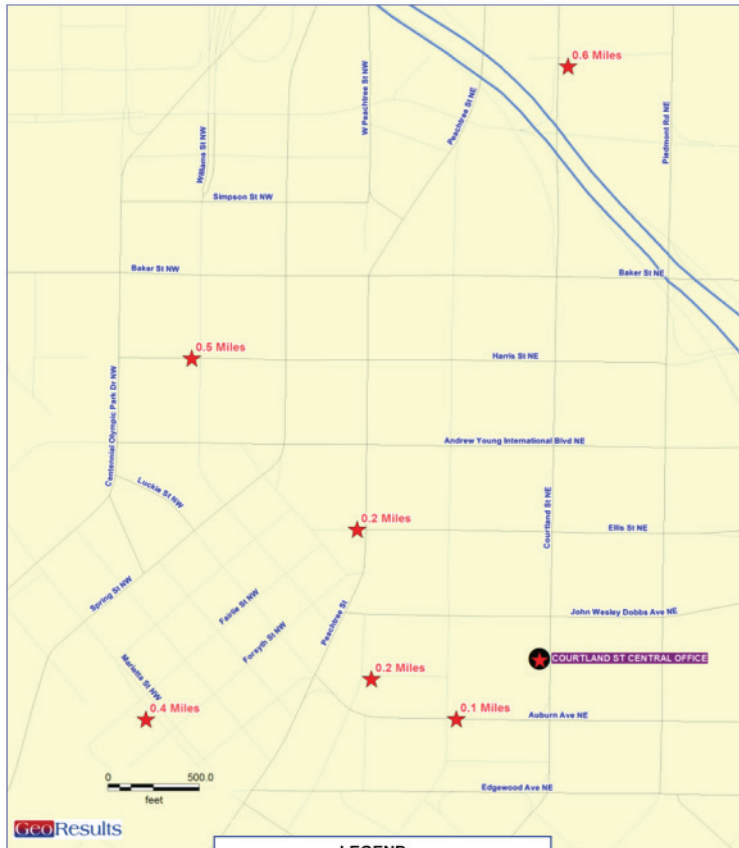 0.6 Miles
W Peachtree St NW
Peachtree St NE
Piedmont Rd NE
Williams St NW
Simpson St NW
Baker St NW
Baker St NE
0.5 Miles
Harris St NE
Centennial Olympic Park Dr NW
Andrew Young International Blvd NE
Luckie St NW
Courtland St NE
0.2 Miles
Ellis St NE
Spring St NW
Fairlie St NW
John Wesley Dobbs Ave NE
Peachtree St
Forsyth St NW
Marietta St NW
COURTLAND ST CENTRAL OFFICE
0.2 Miles
0.4 Miles
0.1 Miles
Auburn Ave NE
0 500.0
feet
Edgewood Ave NE
GeoResults
LEGEND